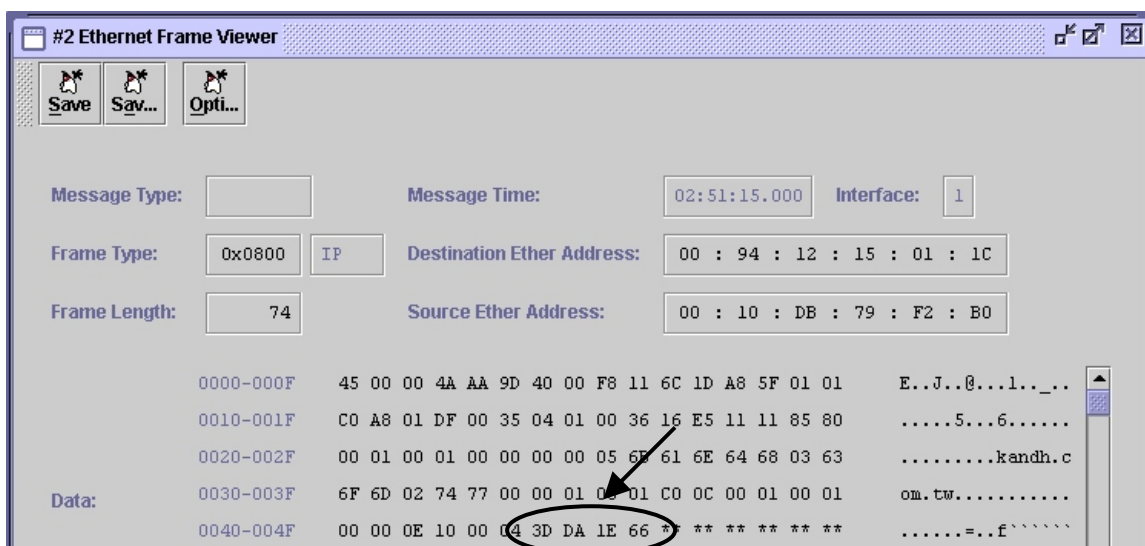 #2 Ethernet Frame Viewer
Save Sav... Opti...
Message Type: Message Time: 02:51:15.000 Interface: 1
Frame Type: 0x0800 IP Destination Ether Address: 00 : 94 : 12 : 15 : 01 : 1C
Frame Length: 74 Source Ether Address: 00 : 10 : DB : 79 : F2 : B0
0000-000F 45 00 00 4A AA 9D 40 00 F8 11 6C 1D A8 5F 01 01 E..J..@...l.._..
0010-001F C0 A8 01 DF 00 35 04 01 00 36 16 E5 11 11 85 80 .....5...6......
0020-002F 00 01 00 01 00 00 00 00 05 6B 61 6E 64 68 03 63 .........kandh.c
Data: 0030-003F 6F 6D 02 74 77 00 00 01 00 01 C0 0C 00 01 00 01 om.tw...........
0040-004F 00 00 0E 10 00 04 3D DA 1E 66 ** ** ** ** ** ** ......=..f``````